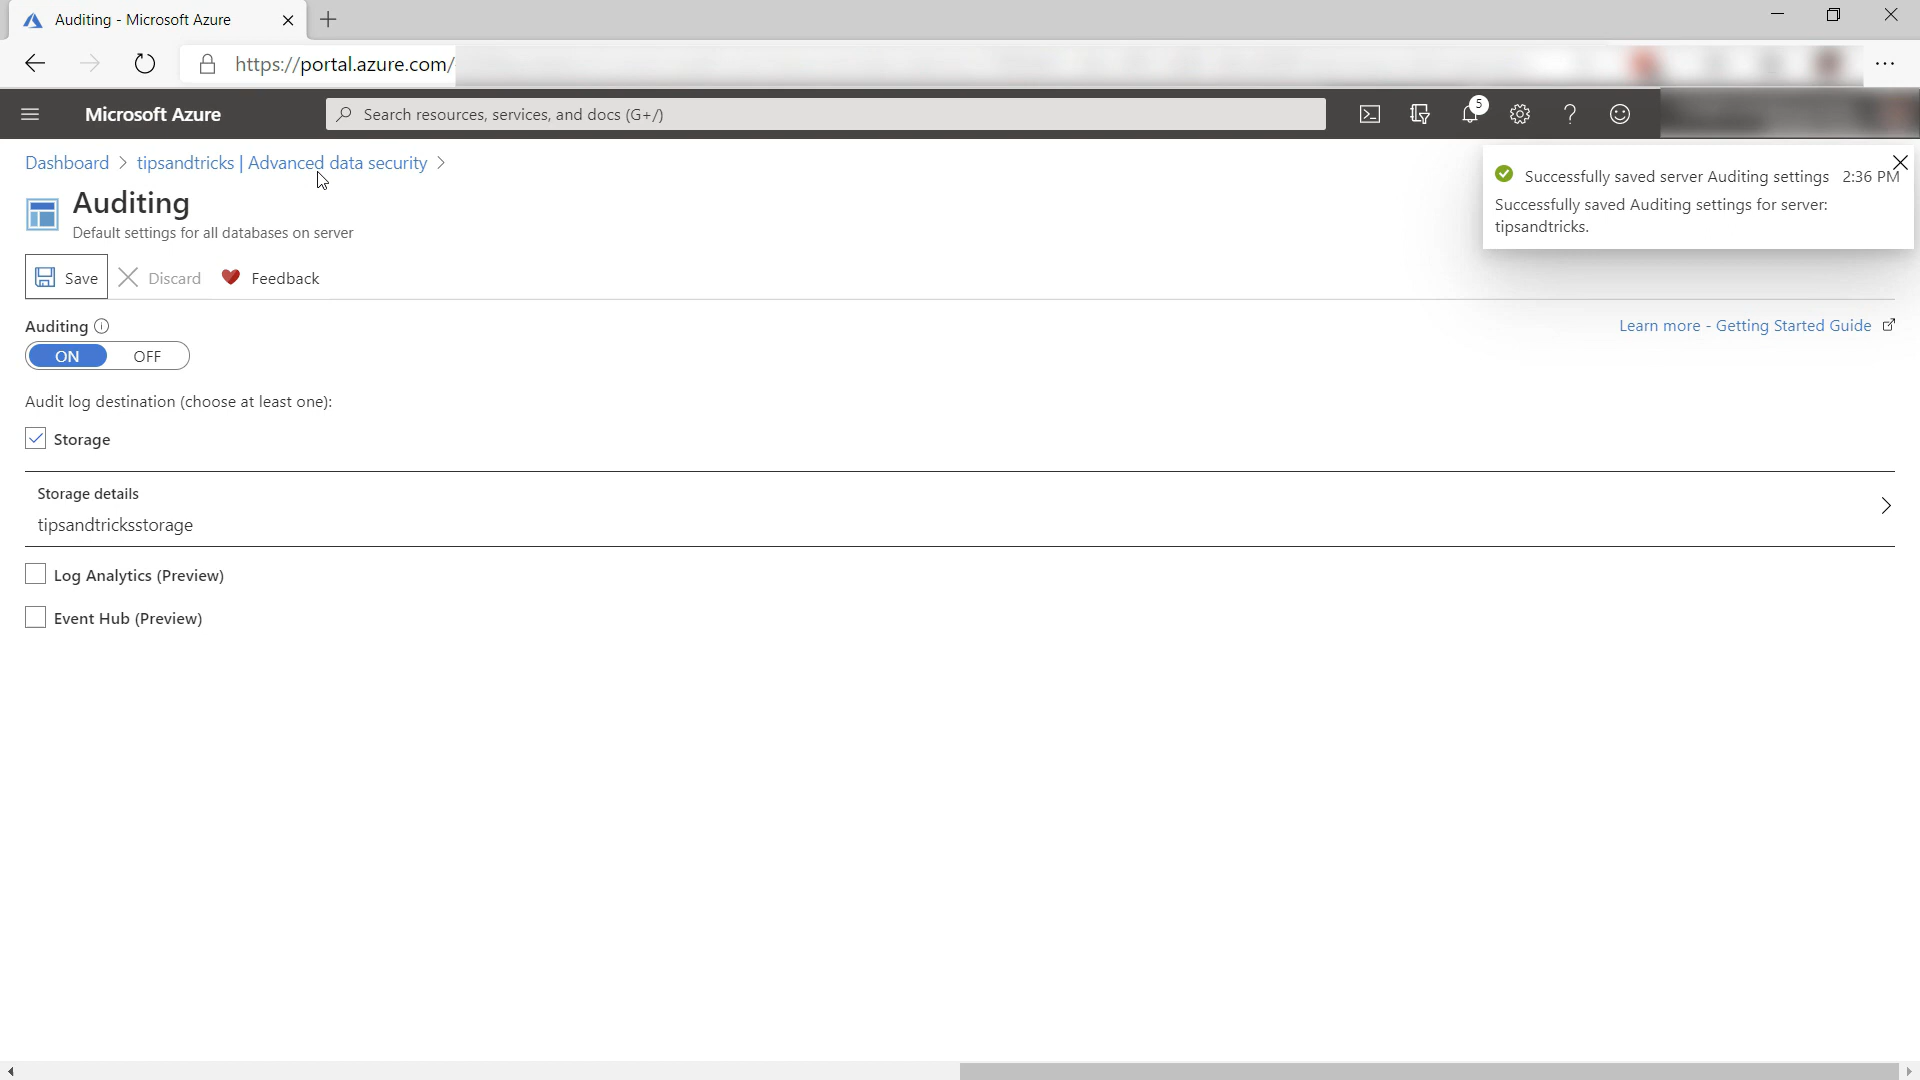 Auditing - Microsoft Azure
https://portal.azure.com/
Microsoft Azure
Search resources, services, and docs (G+/)
5
Dashboard > tipsandtricks | Advanced data security >
Auditing
Default settings for all databases on server
Successfully saved server Auditing settings 2:36 PM
Successfully saved Auditing settings for server:
tipsandtricks.
Save Discard Feedback
Auditing
Learn more - Getting Started Guide
ON OFF
Audit log destination (choose at least one):
Storage
Storage details
tipsandtricksstorage
Log Analytics (Preview)
Event Hub (Preview)